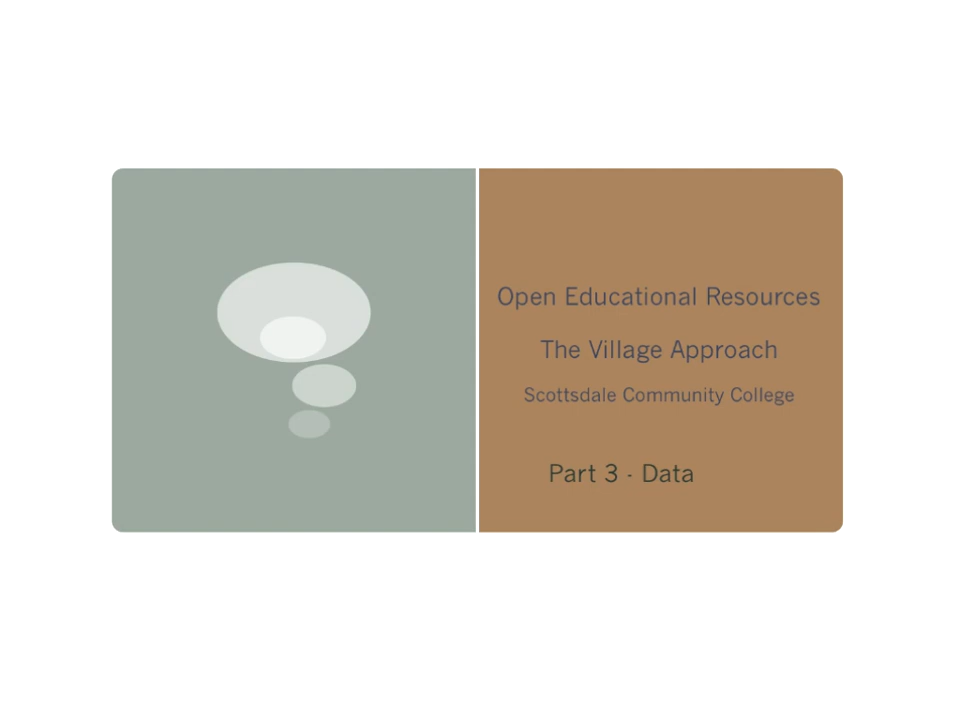 Open Educational Resources
The Village Approach
Scottsdale Community College
Part 3 - Data